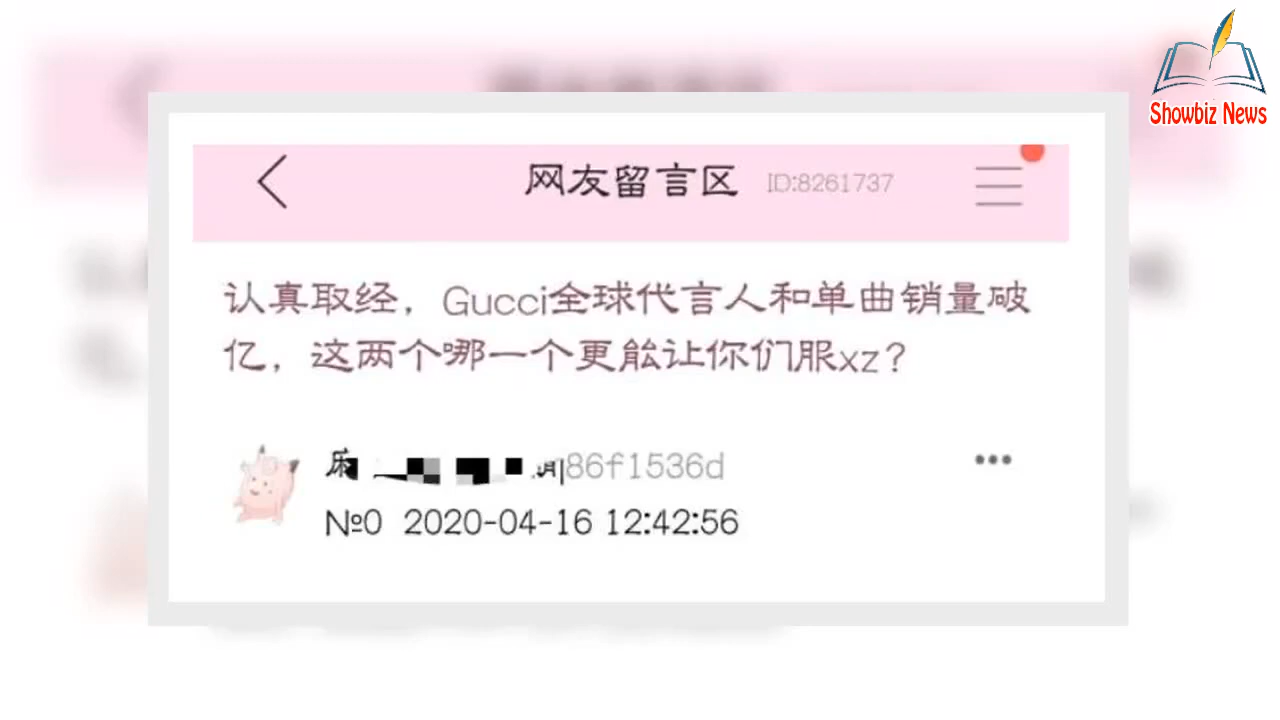 Showbiz News
网友留言区 ID:8261737
认真取经，Gucci全球代言人和单曲销量破
亿，这两个哪一个更能让你们服xz？
86f1536d
№0 2020-04-16 12:42:56